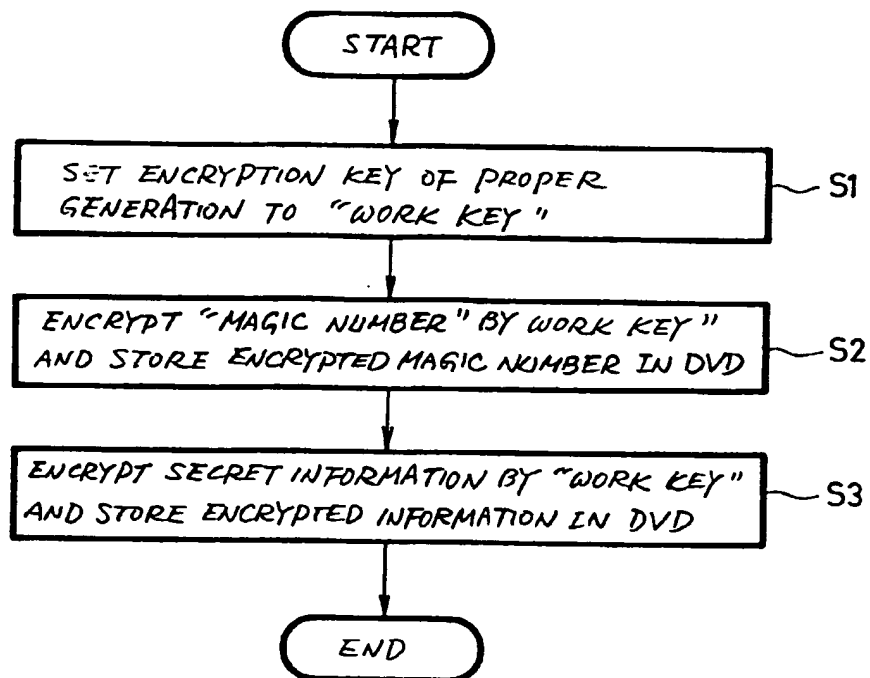 START
SET ENCRYPTION KEY OF PROPER
GENERATION TO "WORK KEY"
S1
ENCRYPT "MAGIC NUMBER" BY WORK KEY"
AND STORE ENCRYPTED MAGIC NUMBER IN DVD
S2
ENCRYPT SECRET INFORMATION BY "WORK KEY"
AND STORE ENCRYPTED INFORMATION IN DVD
S3
END